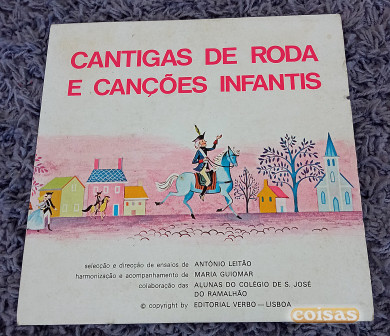 CANTIGAS DE RODA
E CANÇÕES INFANTIS
selecção e direcção de ensaios de ANTÓNIO LEITÃO
harmonização e acompanhamento de MARIA GUIOMAR
colaboração das ALUNAS DO COLÉGIO DE S. JOSÉ
DO RAMALHÃO
© copyright by EDITORIAL VERBO — LISBOA
coisas